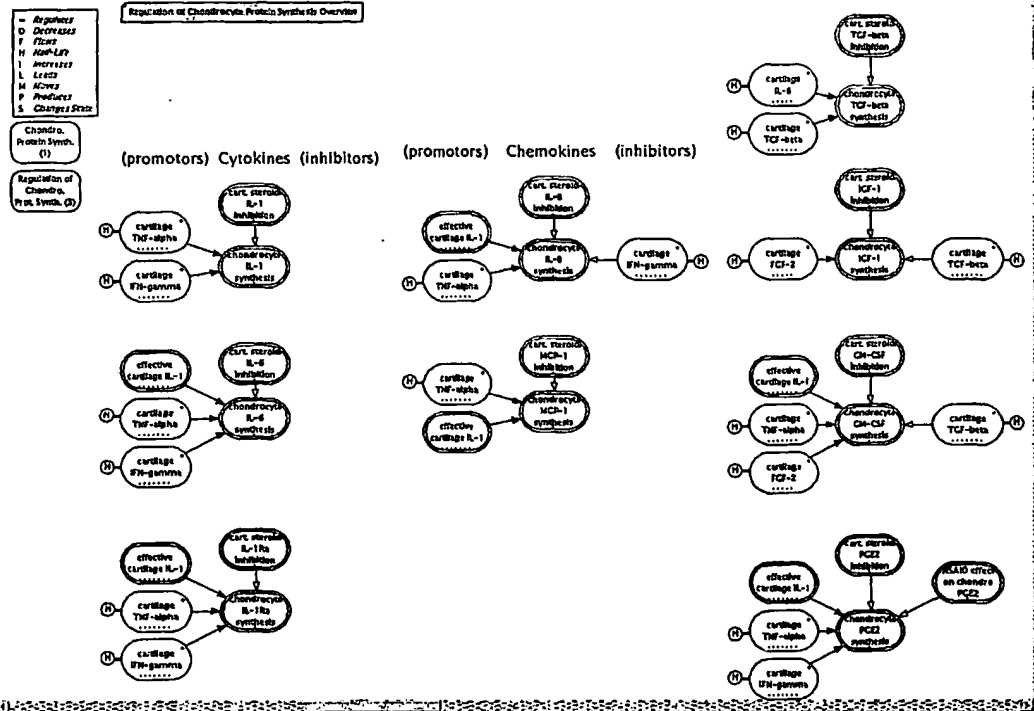 = Regulates
D Decreases
F Flows
H Half-Life
I Increases
L Leads
M Moves
P Produces
S Changes State
Regulation of Chondrocyte Protein Synthesis Overview
Chondro.
Protein Synth.
(1)
Regulation of
Chondro.
Prot. Synth. (3)
(promotors) Cytokines (inhibitors)
cart. steroid
IL-1
inhibition
H
cartilage
TNF-alpha
H
cartilage
IFN-gamma
Chondrocyte
IL-1
synthesis
effective
cartilage IL-1
cart. steroid
IL-6
inhibition
H
cartilage
TNF-alpha
Chondrocyte
IL-6
synthesis
H
cartilage
IFN-gamma
effective
cartilage IL-1
cart. steroid
IL-1Ra
inhibition
H
cartilage
TNF-alpha
Chondrocyte
IL-1Ra
synthesis
H
cartilage
IFN-gamma
(promotors) Chemokines (inhibitors)
cart. steroid
IL-8
inhibition
effective
cartilage IL-1
H
cartilage
TNF-alpha
Chondrocyte
IL-8
synthesis
cartilage
IFN-gamma
H
cart. steroid
MCP-1
inhibition
H
cartilage
TNF-alpha
effective
cartilage IL-1
Chondrocyte
MCP-1
synthesis
cart. steroid
TGF-beta
inhibition
H
cartilage
IL-6
H
cartilage
TGF-beta
Chondrocyte
TGF-beta
synthesis
cart. steroid
IGF-1
inhibition
H
cartilage
FGF-2
Chondrocyte
IGF-1
synthesis
cartilage
TGF-beta
H
effective
cartilage IL-1
cart. steroid
GM-CSF
inhibition
H
cartilage
TNF-alpha
Chondrocyte
GM-CSF
synthesis
cartilage
TGF-beta
H
H
cartilage
FGF-2
effective
cartilage IL-1
cart. steroid
PGE2
inhibition
NSAID effect
on chondro
PGE2
H
cartilage
TNF-alpha
Chondrocyte
PGE2
synthesis
H
cartilage
IFN-gamma